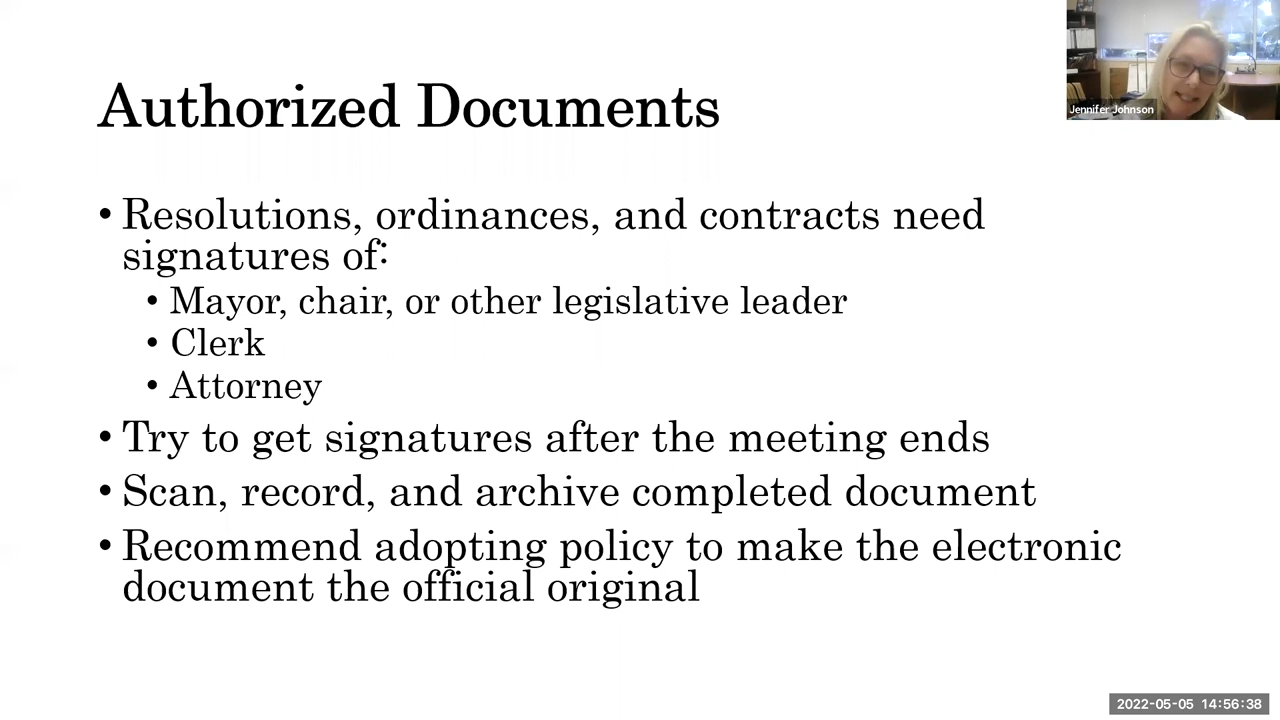 Authorized Documents
Jennifer Johnson
• Resolutions, ordinances, and contracts need
signatures of:
• Mayor, chair, or other legislative leader
• Clerk
• Attorney
• Try to get signatures after the meeting ends
• Scan, record, and archive completed document
• Recommend adopting policy to make the electronic
document the official original
2022-05-05 14:56:38